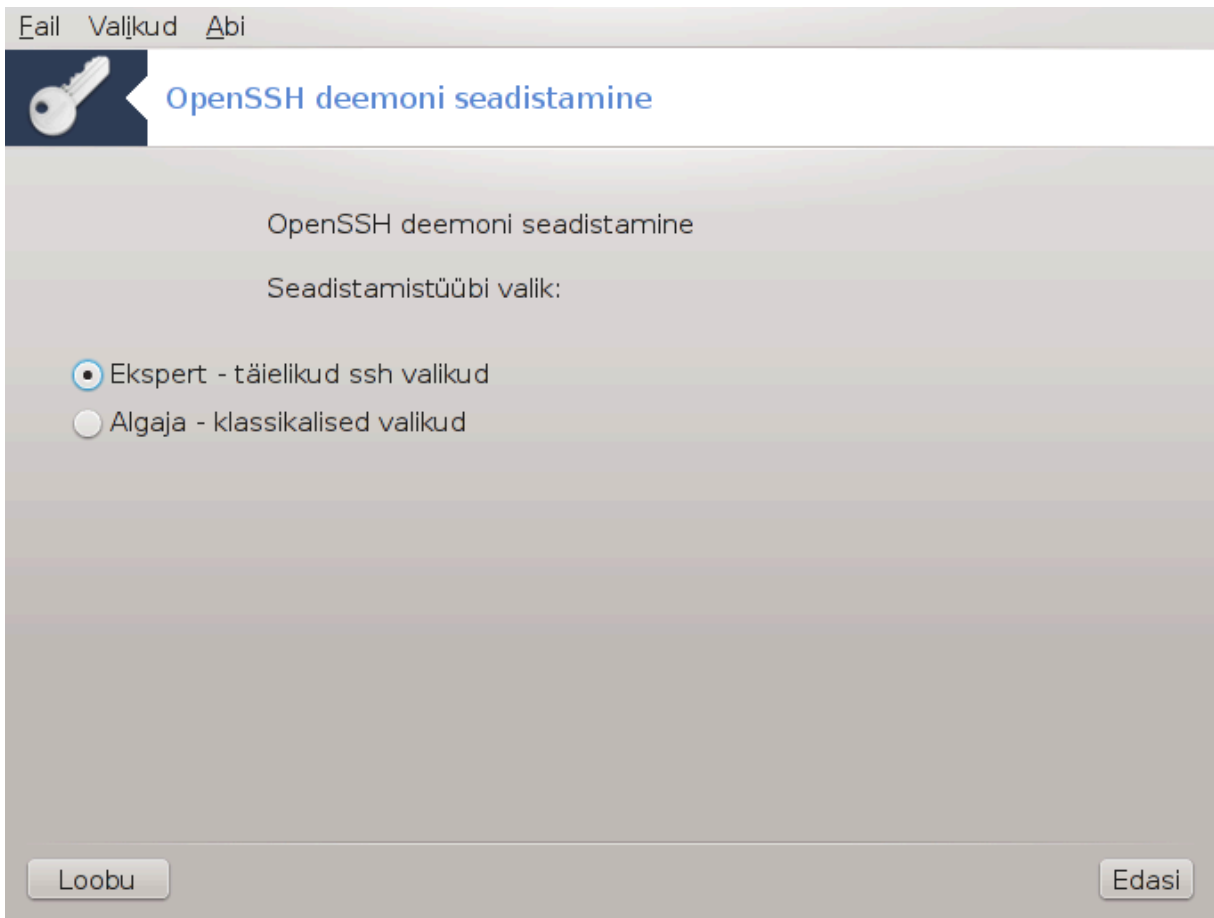 Fail Valikud Abi
OpenSSH deemoni seadistamine
OpenSSH deemoni seadistamine
Seadistamistüübi valik:
Ekspert - täielikud ssh valikud
Algaja - klassikalised valikud
Loobu Edasi